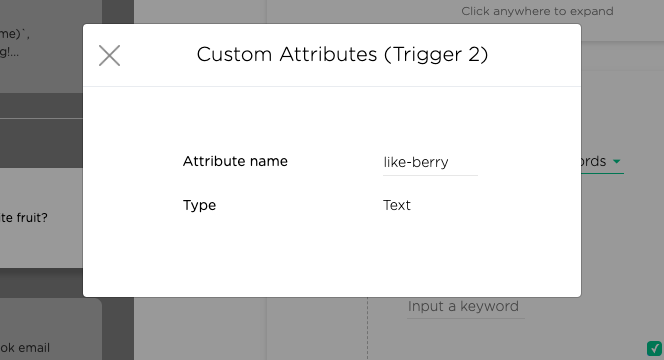 Click anywhere to expand
me)`,
g!...
Custom Attributes (Trigger 2)
Attribute name
like-berry
ords
Type
Text
te fruit?
Input a keyword
ok email